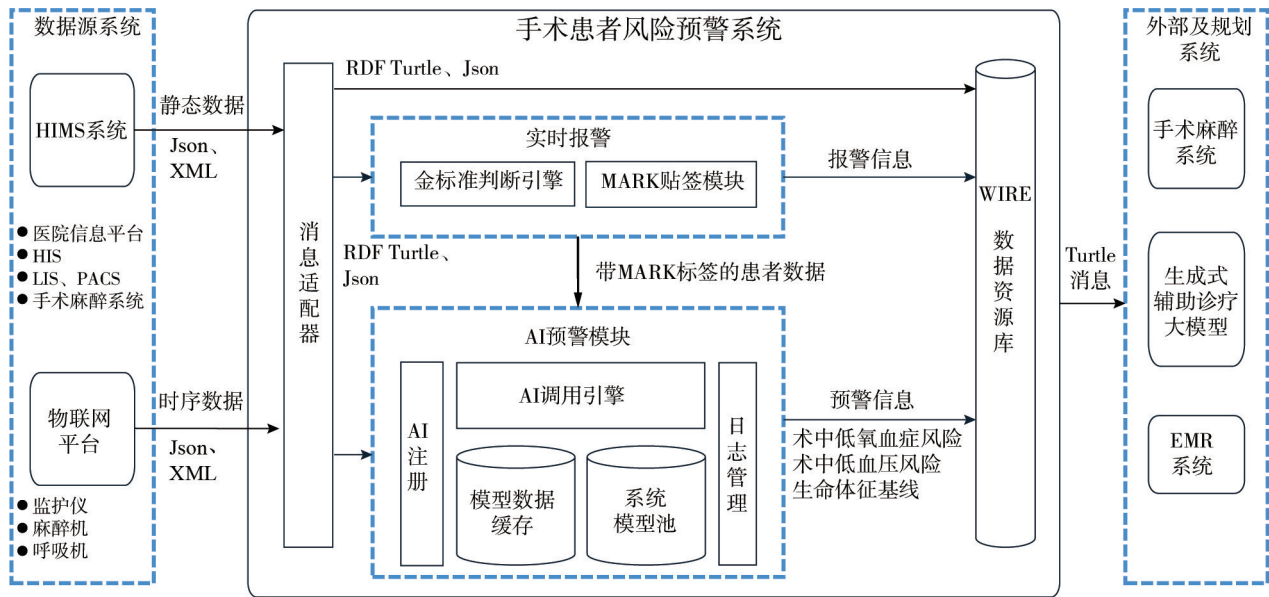 数据源系统
HIMS系统
● 医院信息平台
● HIS
● LIS、PACS
● 手术麻醉系统
物联网
平台
● 监护仪
● 麻醉机
● 呼吸机
静态数据
Json、
XML
时序数据
Json、
XML
手术患者风险预警系统
消息适配器
RDF Turtle、Json
实时报警
金标准判断引擎
MARK贴签模块
报警信息
RDF Turtle、
Json
带MARK标签的患者数据
AI预警模块
AI注册
AI调用引擎
模型数据
缓存
系统
模型池
日志管理
预警信息
术中低氧血症风险
术中低血压风险
生命体征基线
WIRE
数据资源库
Turtle
消息
外部及规划
系统
手术麻醉
系统
生成式
辅助诊疗
大模型
EMR
系统